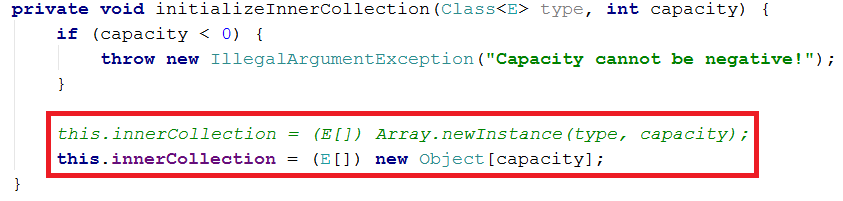 private void initializeInnerCollection(Class<E> type, int capacity) {
if (capacity < 0) {
throw new IllegalArgumentException("Capacity cannot be negative!");
}
this.innerCollection = (E[]) Array.newInstance(type, capacity);
this.innerCollection = (E[]) new Object[capacity];
}